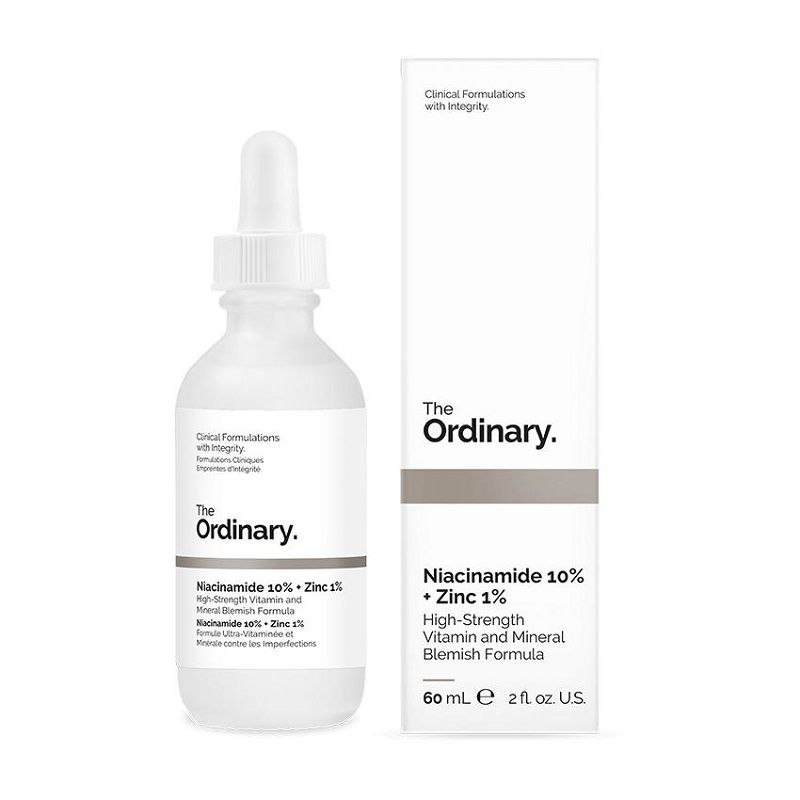 Clinical Formulations
with Integrity.
Formulations Cliniques
Empreintes d'Intégrité.
The
Ordinary.
Niacinamide 10% + Zinc 1%
High-Strength Vitamin and
Mineral Blemish Formula
Niacinamide 10% + Zinc 1%
Formule Ultra-Vitaminée et
Minérale contre les Imperfections
Clinical Formulations
with Integrity.
The
Ordinary.
Niacinamide 10%
+ Zinc 1%
High-Strength
Vitamin and Mineral
Blemish Formula
60 mL ℮ 2 fl. oz. U.S.